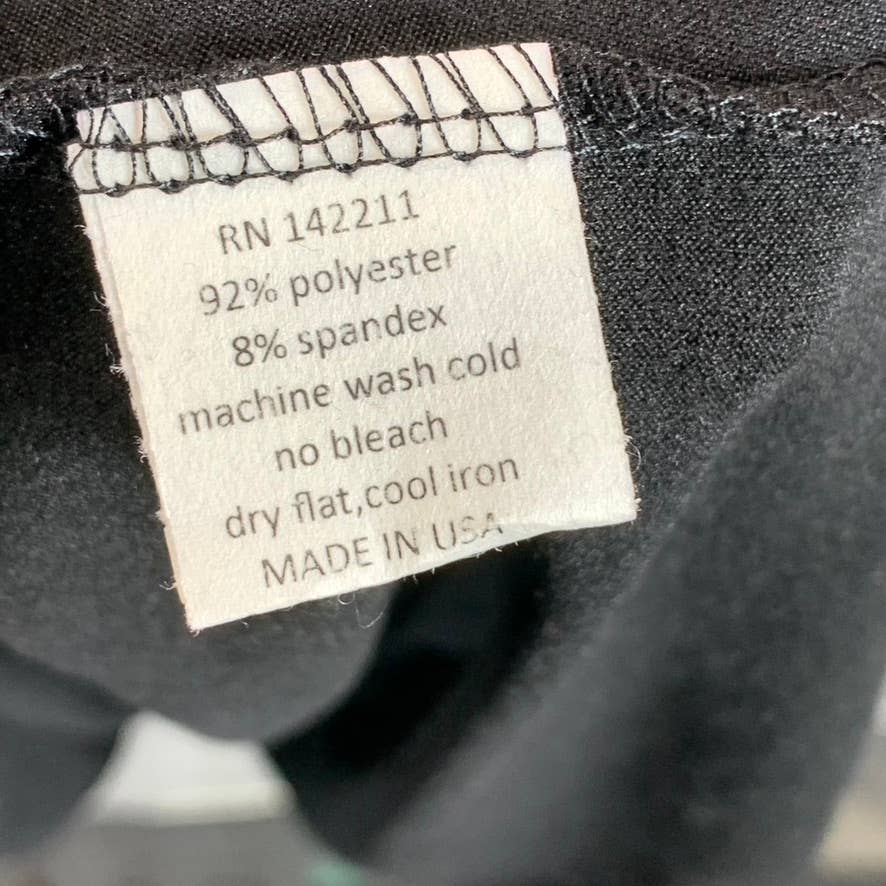 RN 142211
92% polyester
8% spandex
machine wash cold
no bleach
dry flat,cool iron
MADE IN USA